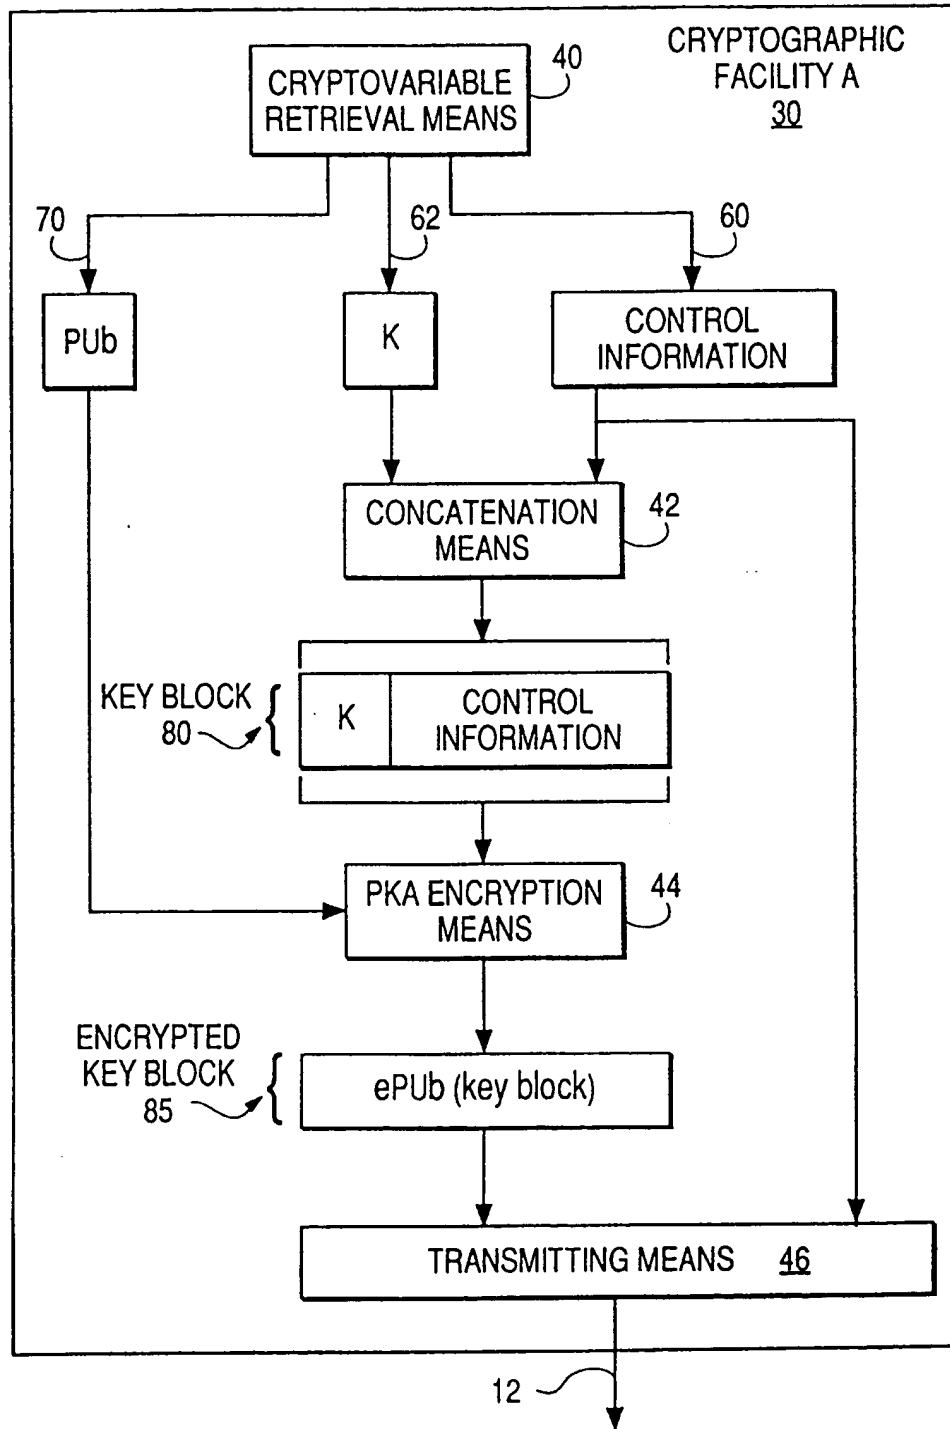 CRYPTOGRAPHIC
FACILITY A
30
40
CRYPTOVARIABLE
RETRIEVAL MEANS
70
62
60
PUb
K
CONTROL
INFORMATION
CONCATENATION
MEANS
42
KEY BLOCK
80
K
CONTROL
INFORMATION
PKA ENCRYPTION
MEANS
44
ENCRYPTED
KEY BLOCK
85
ePUb (key block)
TRANSMITTING MEANS 46
12